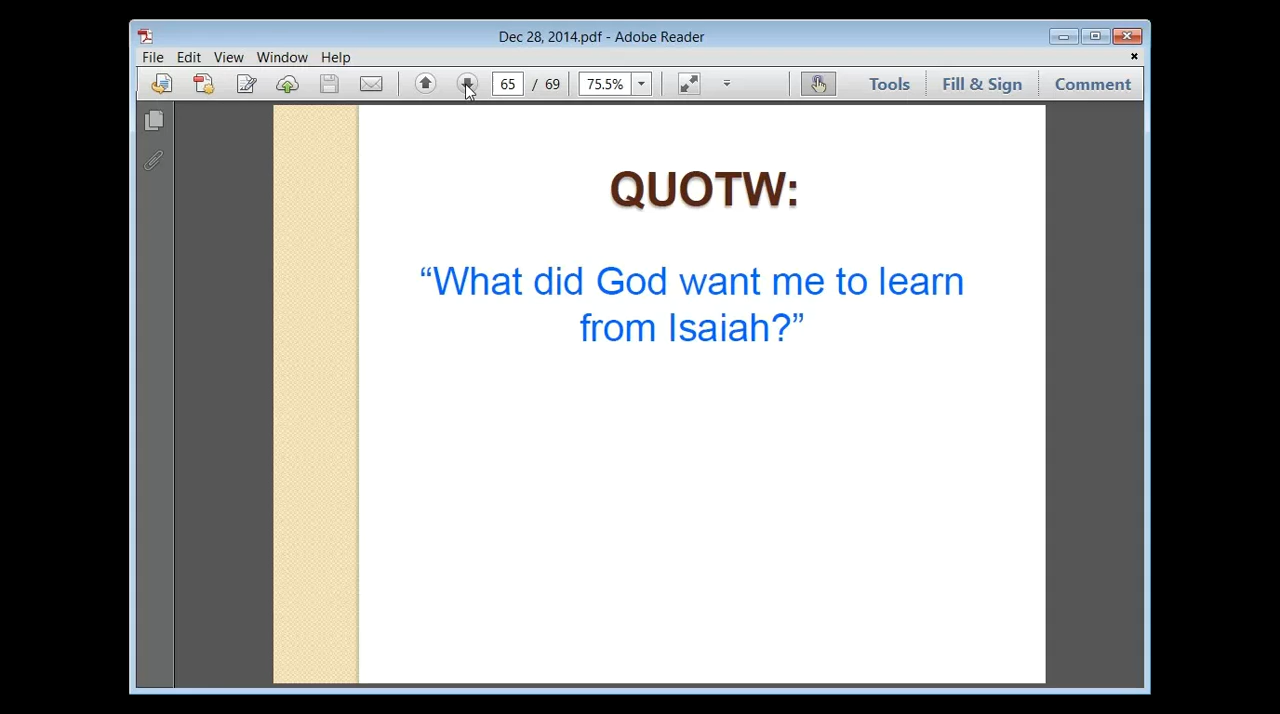 Dec 28, 2014.pdf - Adobe Reader
File Edit View Window Help
65 / 69 75.5% Tools Fill & Sign Comment
QUOTW:
“What did God want me to learn
from Isaiah?”